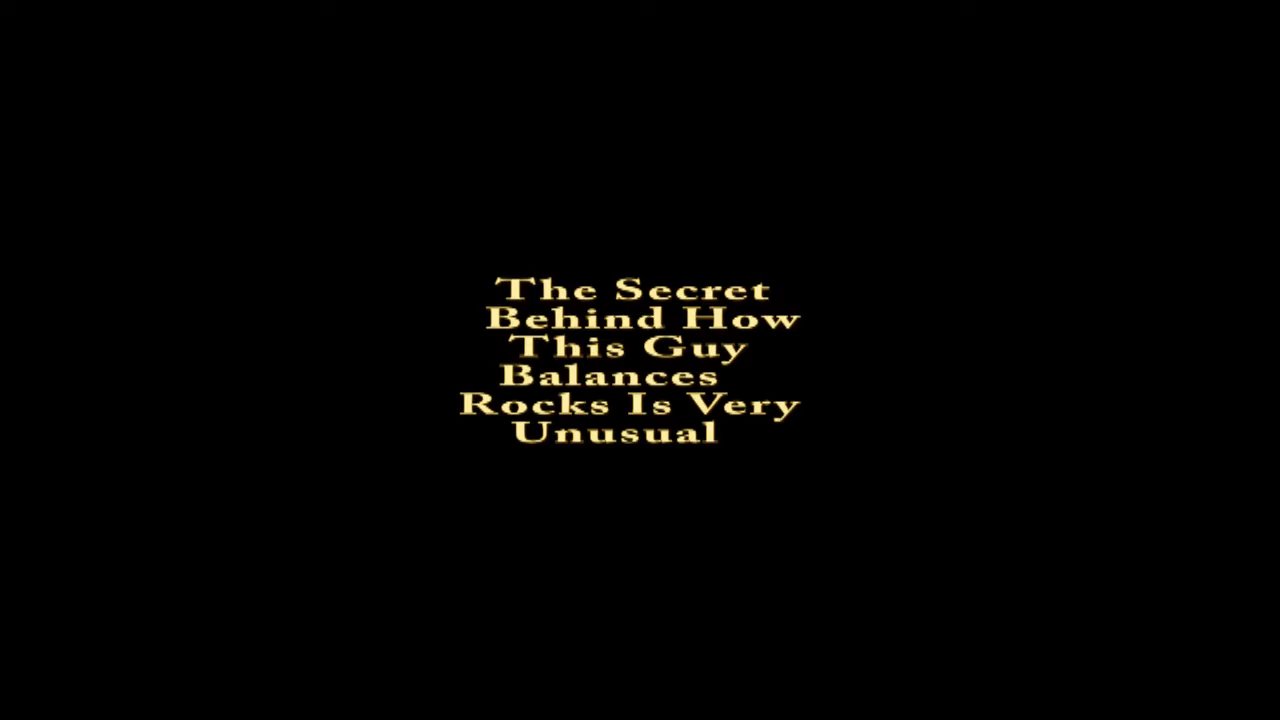 The Secret
Behind How
This Guy
Balances
Rocks Is Very
Unusual